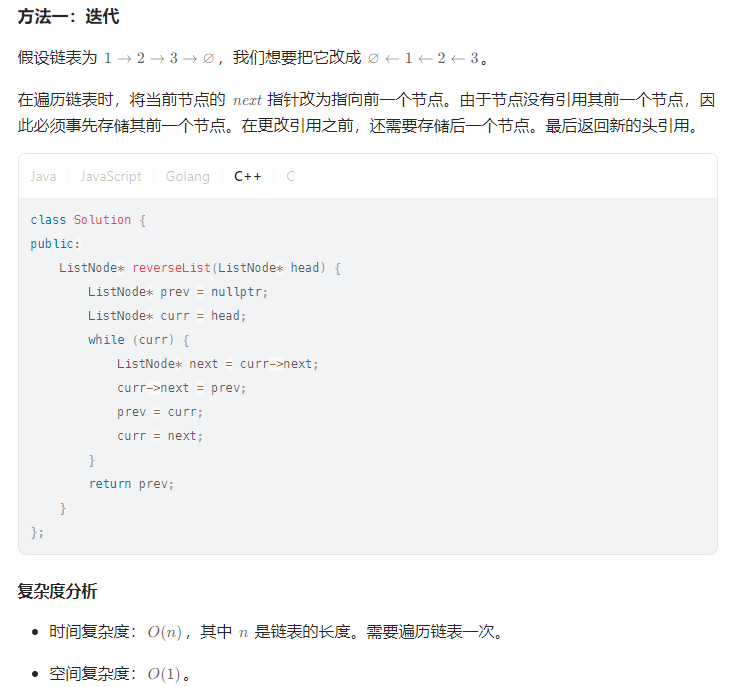 方法一：迭代
假设链表为 1→2→3→∅，我们想要把它改成 ∅←1←2←3。
在遍历链表时，将当前节点的 next 指针改为指向前一个节点。由于节点没有引用其前一个节点，因
此必须事先存储其前一个节点。在更改引用之前，还需要存储后一个节点。最后返回新的头引用。
Java JavaScript Golang C++ C
class Solution {
public:
    ListNode* reverseList(ListNode* head) {
        ListNode* prev = nullptr;
        ListNode* curr = head;
        while (curr) {
            ListNode* next = curr->next;
            curr->next = prev;
            prev = curr;
            curr = next;
        }
        return prev;
    }
};
复杂度分析
• 时间复杂度：O(n)，其中 n 是链表的长度。需要遍历链表一次。
• 空间复杂度：O(1)。